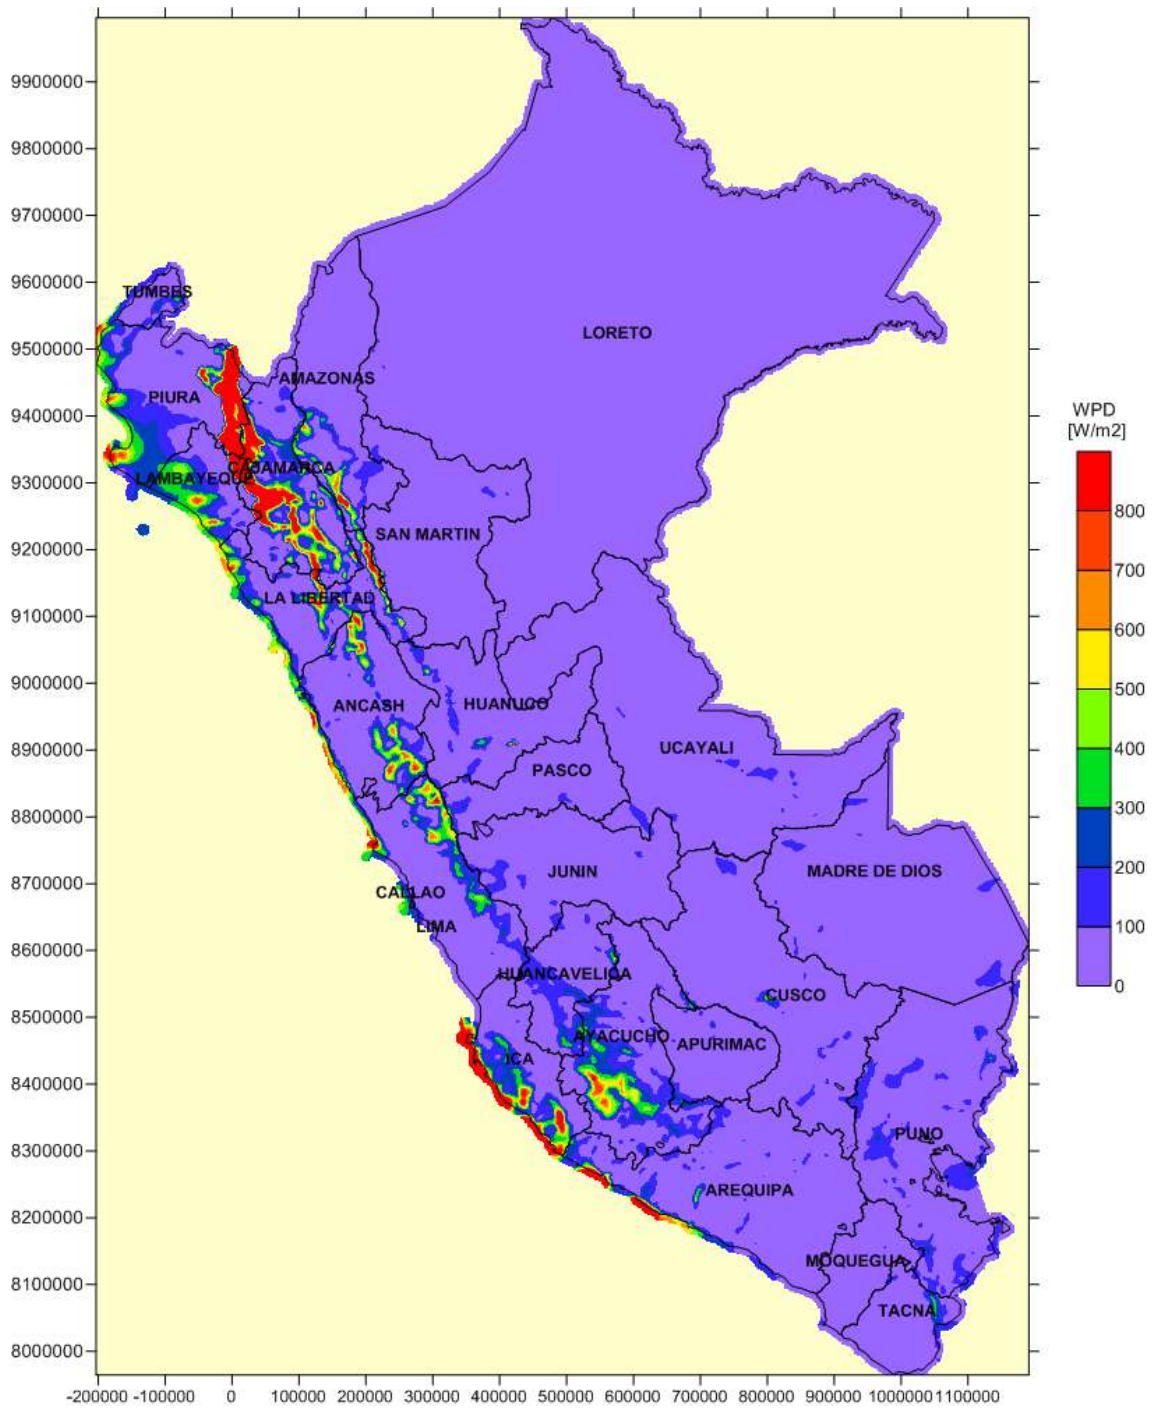 9900000
9800000
9700000
9600000
9500000
9400000
9300000
9200000
9100000
9000000
8900000
8800000
8700000
8600000
8500000
8400000
8300000
8200000
8100000
8000000
TUMBES
LORETO
AMAZONAS
PIURA
CAJAMARCA
LAMBAYEQUE
SAN MARTIN
LA LIBERTAD
ANCASH
HUANUCO
UCAYALI
PASCO
JUNIN
MADRE DE DIOS
CALLAO
LIMA
HUANCAVELICA
CUSCO
AYACUCHO
APURIMAC
ICA
PUNO
AREQUIPA
MOQUEGUA
TACNA
WPD
[W/m2]
800
700
600
500
400
300
200
100
0
-200000 -100000 0 100000 200000 300000 400000 500000 600000 700000 800000 900000 1000000 1100000